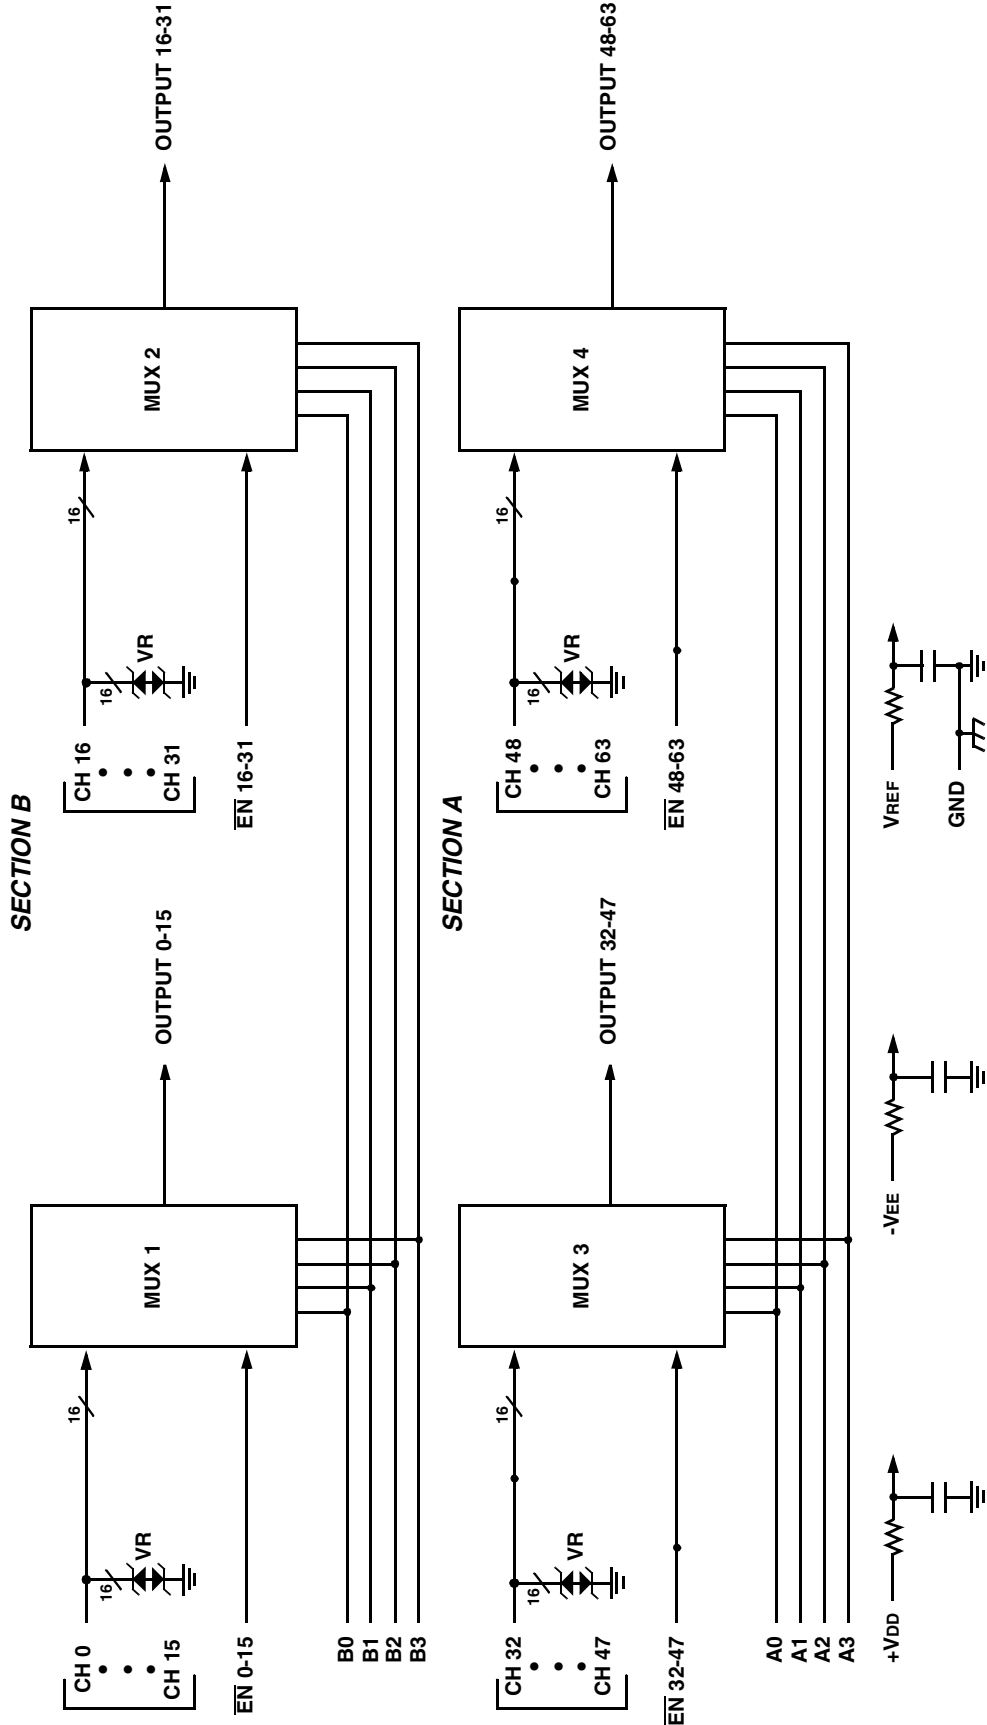 SECTION B
CH 0
CH 15
16
VR
16
EN 0-15
MUX 1
OUTPUT 0-15
CH 16
CH 31
16
VR
16
EN 16-31
MUX 2
OUTPUT 16-31
B0
B1
B2
B3
SECTION A
CH 32
CH 47
16
VR
16
EN 32-47
MUX 3
OUTPUT 32-47
CH 48
CH 63
16
VR
16
EN 48-63
MUX 4
OUTPUT 48-63
A0
A1
A2
A3
+VDD
-VEE
VREF
GND